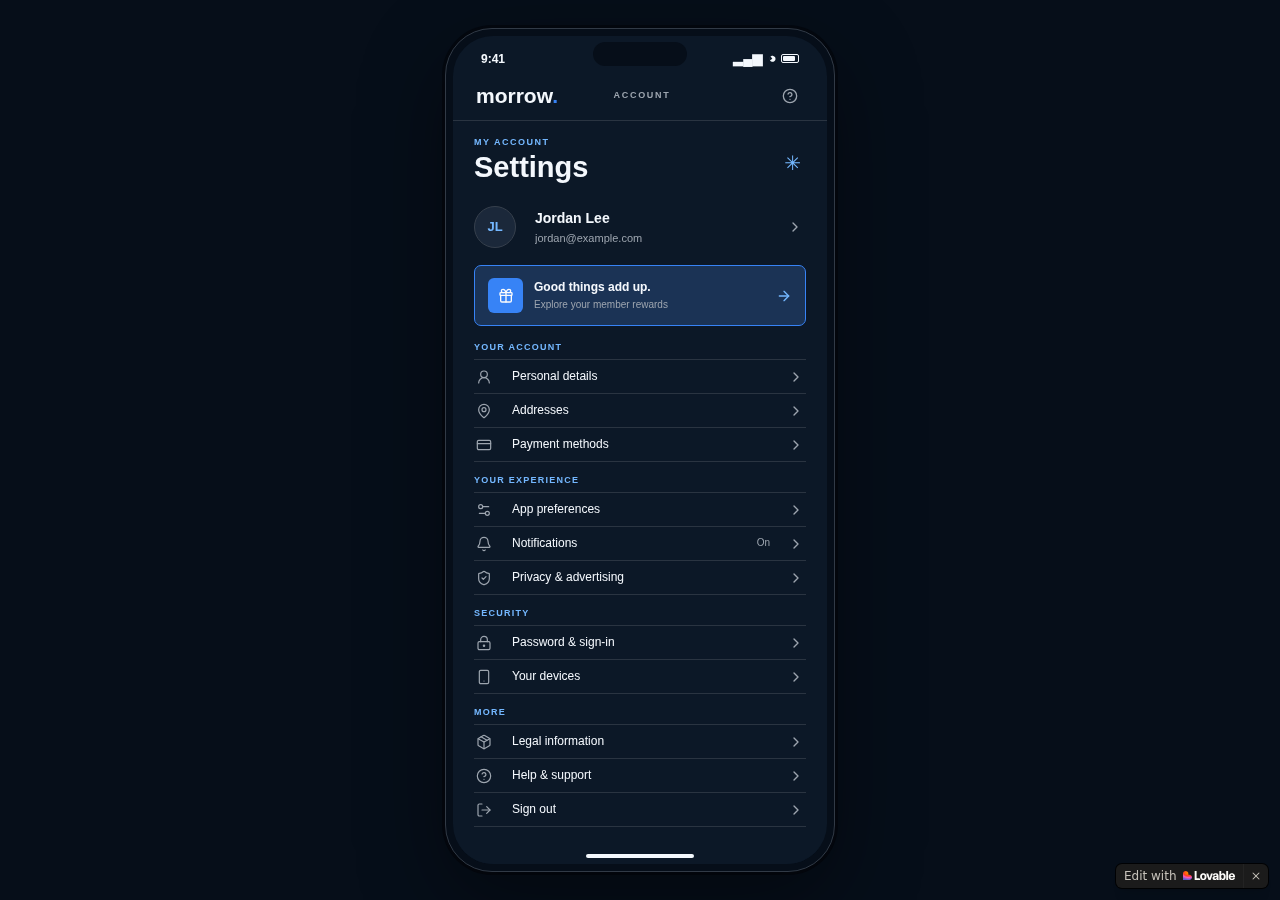 9:41
morrow.
ACCOUNT
MY ACCOUNT
Settings
JL
Jordan Lee
jordan@example.com
Good things add up.
Explore your member rewards
YOUR ACCOUNT
Personal details
Addresses
Payment methods
YOUR EXPERIENCE
App preferences
Notifications
On
Privacy & advertising
SECURITY
Password & sign-in
Your devices
MORE
Legal information
Help & support
Sign out
Edit with Lovable